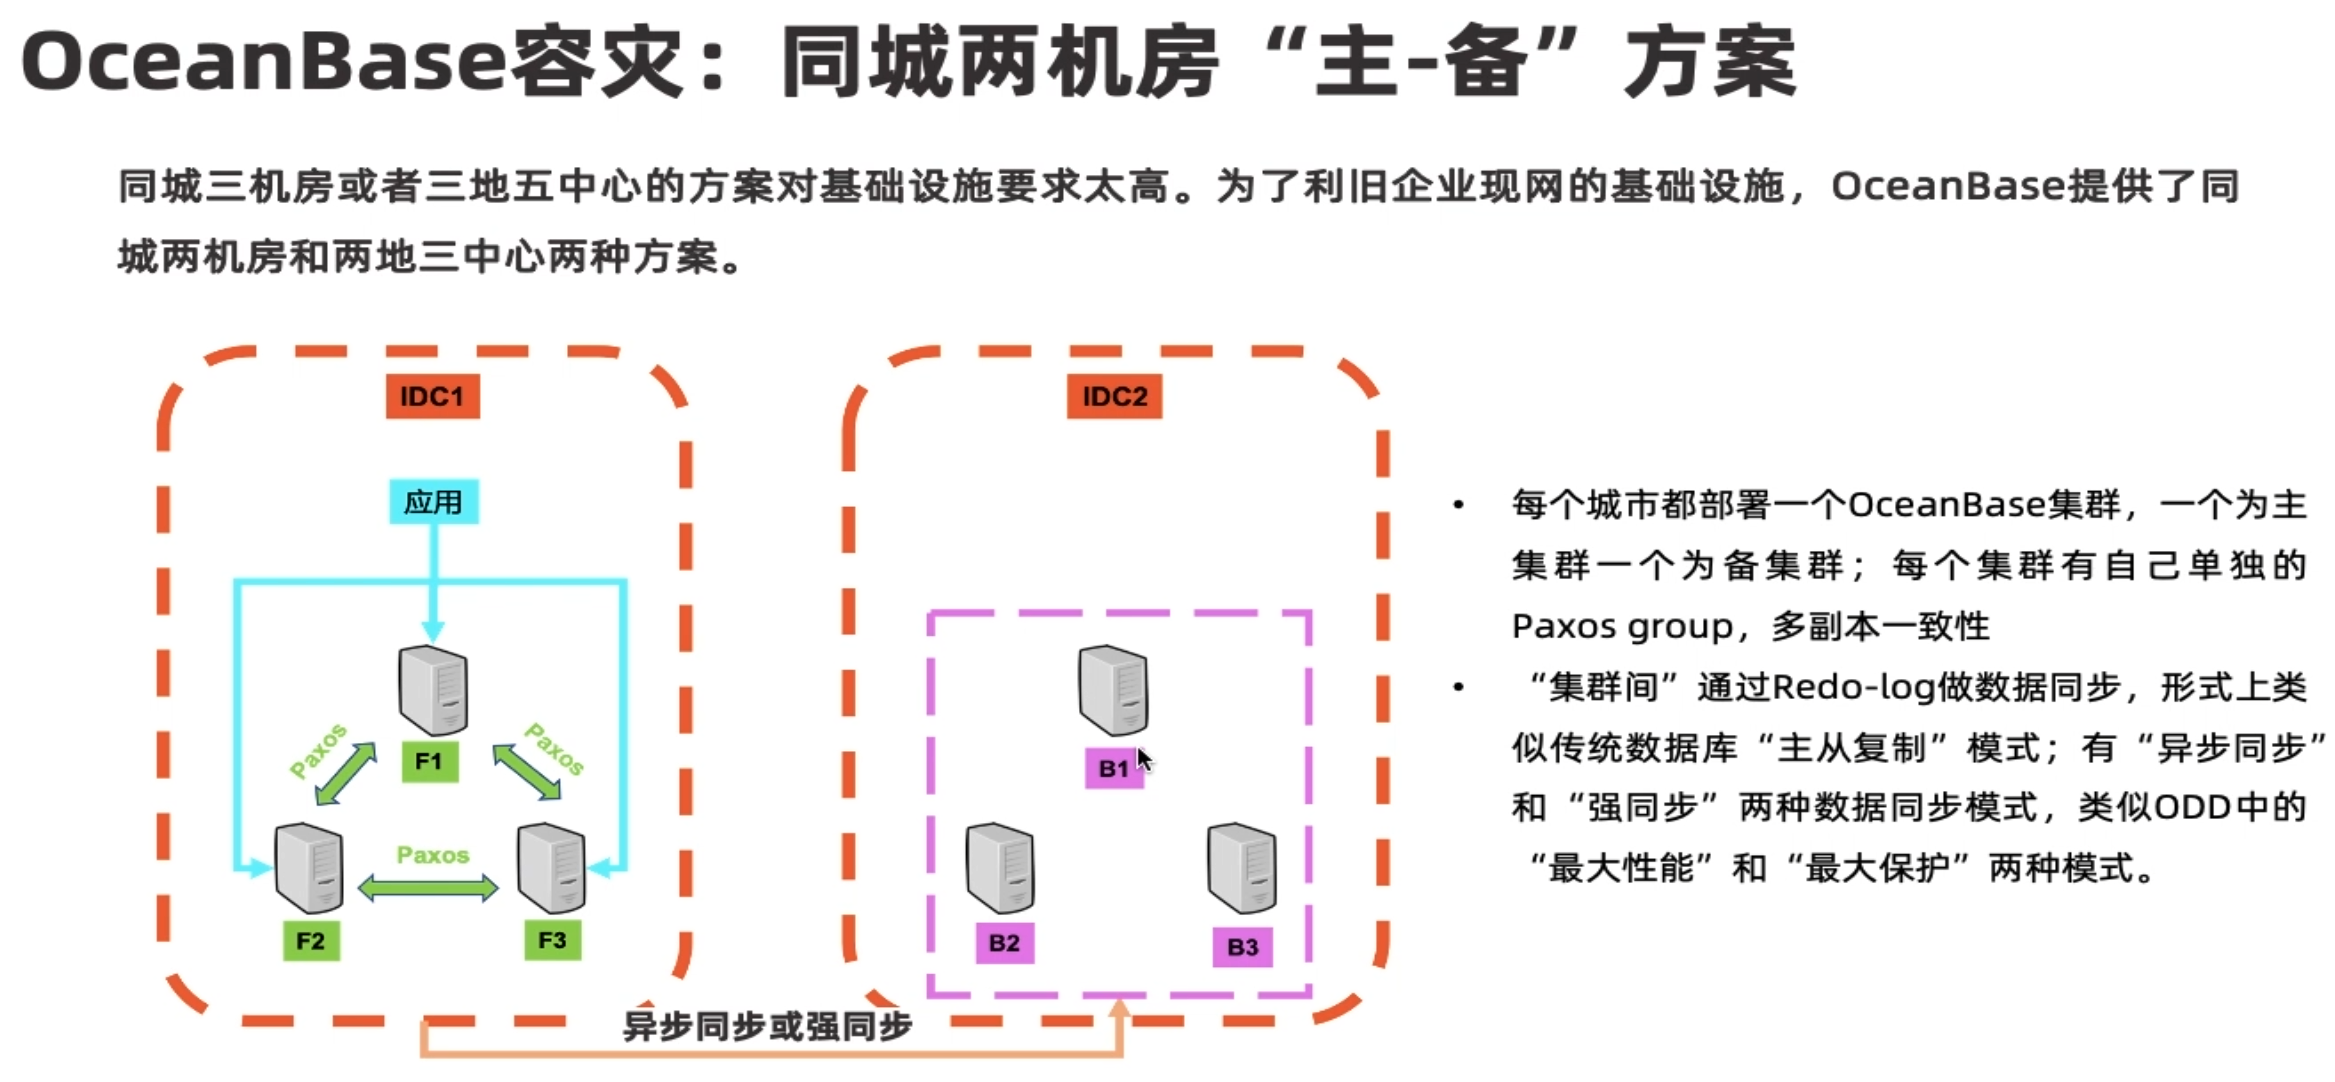 OceanBase容灾：同城两机房“主-备”方案
同城三机房或者三地五中心的方案对基础设施要求太高。为了利旧企业现网的基础设施，OceanBase提供了同
城两机房和两地三中心两种方案。
IDC1
IDC2
应用
Paxos
Paxos
F1
B1
Paxos
F2
F3
B2
B3
异步同步或强同步
• 每个城市都部署一个OceanBase集群，一个为主
集群一个为备集群；每个集群有自己单独的
Paxos group，多副本一致性
• “集群间”通过Redo-log做数据同步，形式上类
似传统数据库“主从复制”模式；有“异步同步”
和“强同步”两种数据同步模式，类似ODD中的
“最大性能”和“最大保护”两种模式。